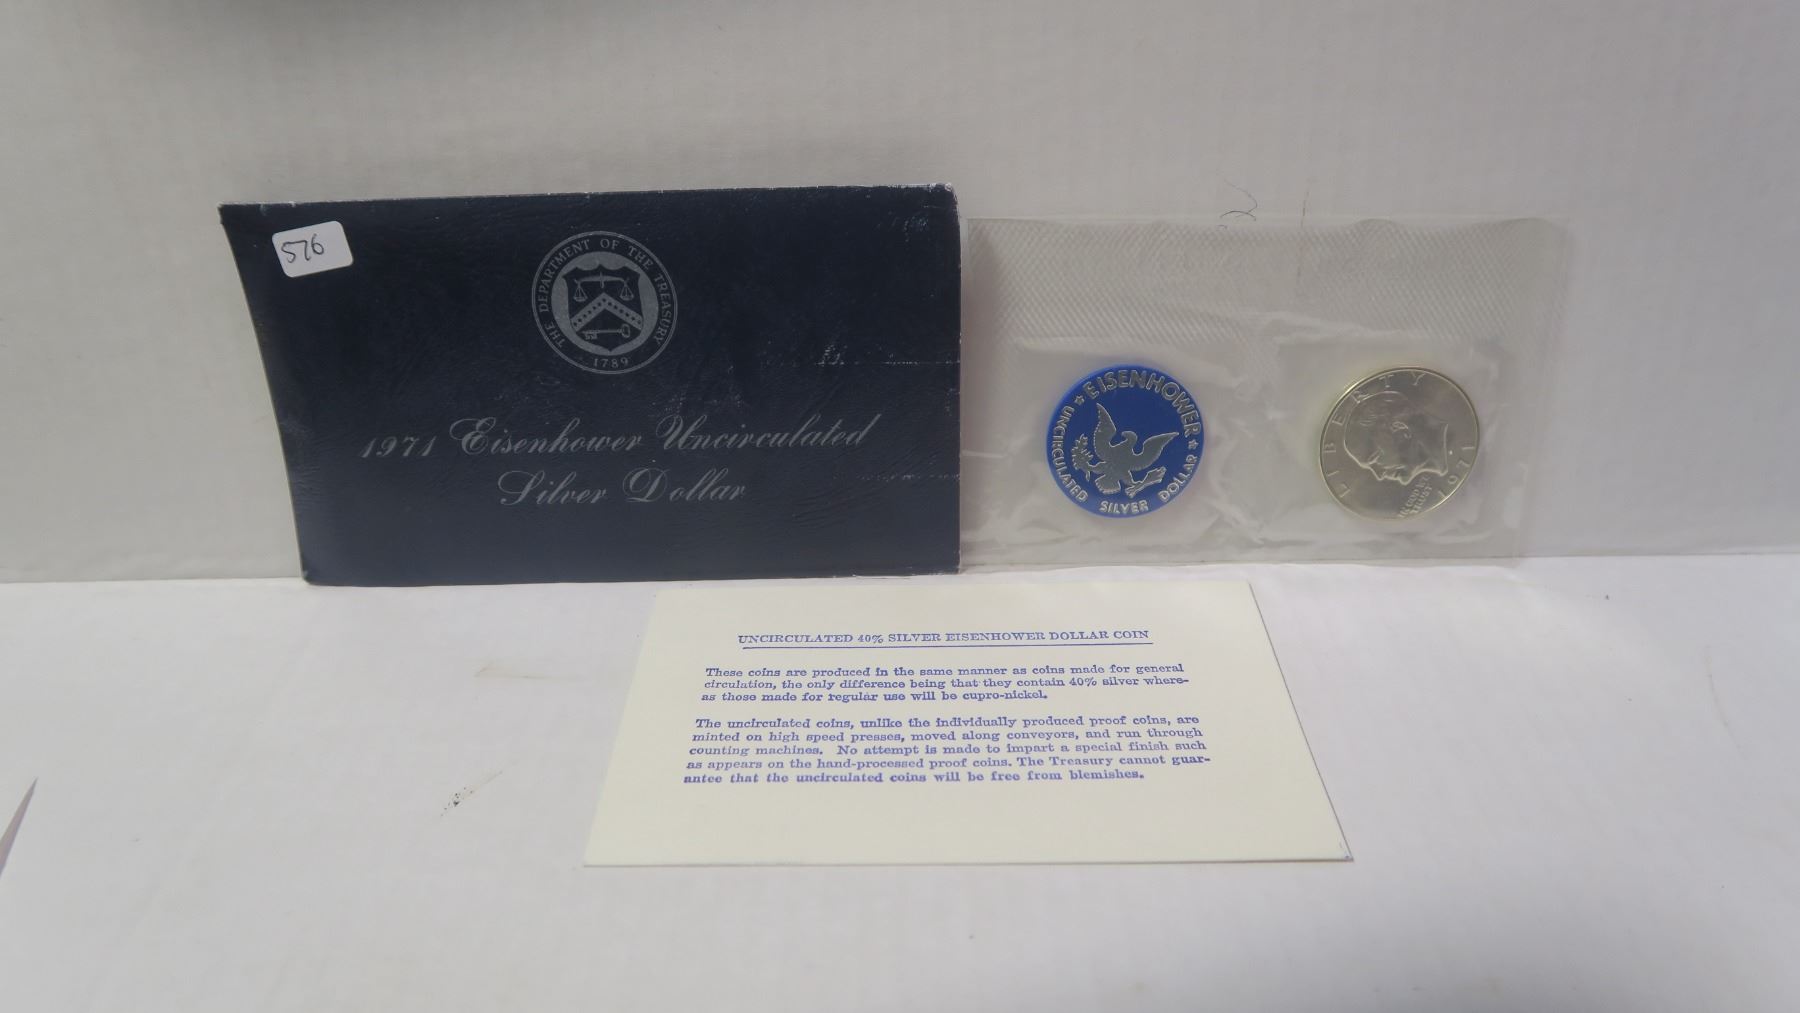 576
THE DEPARTMENT OF THE TREASURY
1789
1971 Eisenhower Uncirculated
Silver Dollar
EISENHOWER
UNCIRCULATED SILVER DOLLAR
LIBERTY
IN GOD WE
TRUST
1971
UNCIRCULATED 40% SILVER EISENHOWER DOLLAR COIN
These coins are produced in the same manner as coins made for general
circulation, the only difference being that they contain 40% silver where-
as those made for regular use will be cupro-nickel.
The uncirculated coins, unlike the individually produced proof coins, are
minted on high speed presses, moved along conveyors, and run through
counting machines. No attempt is made to impart a special finish such
as appears on the hand-processed proof coins. The Treasury cannot guar-
antee that the uncirculated coins will be free from blemishes.